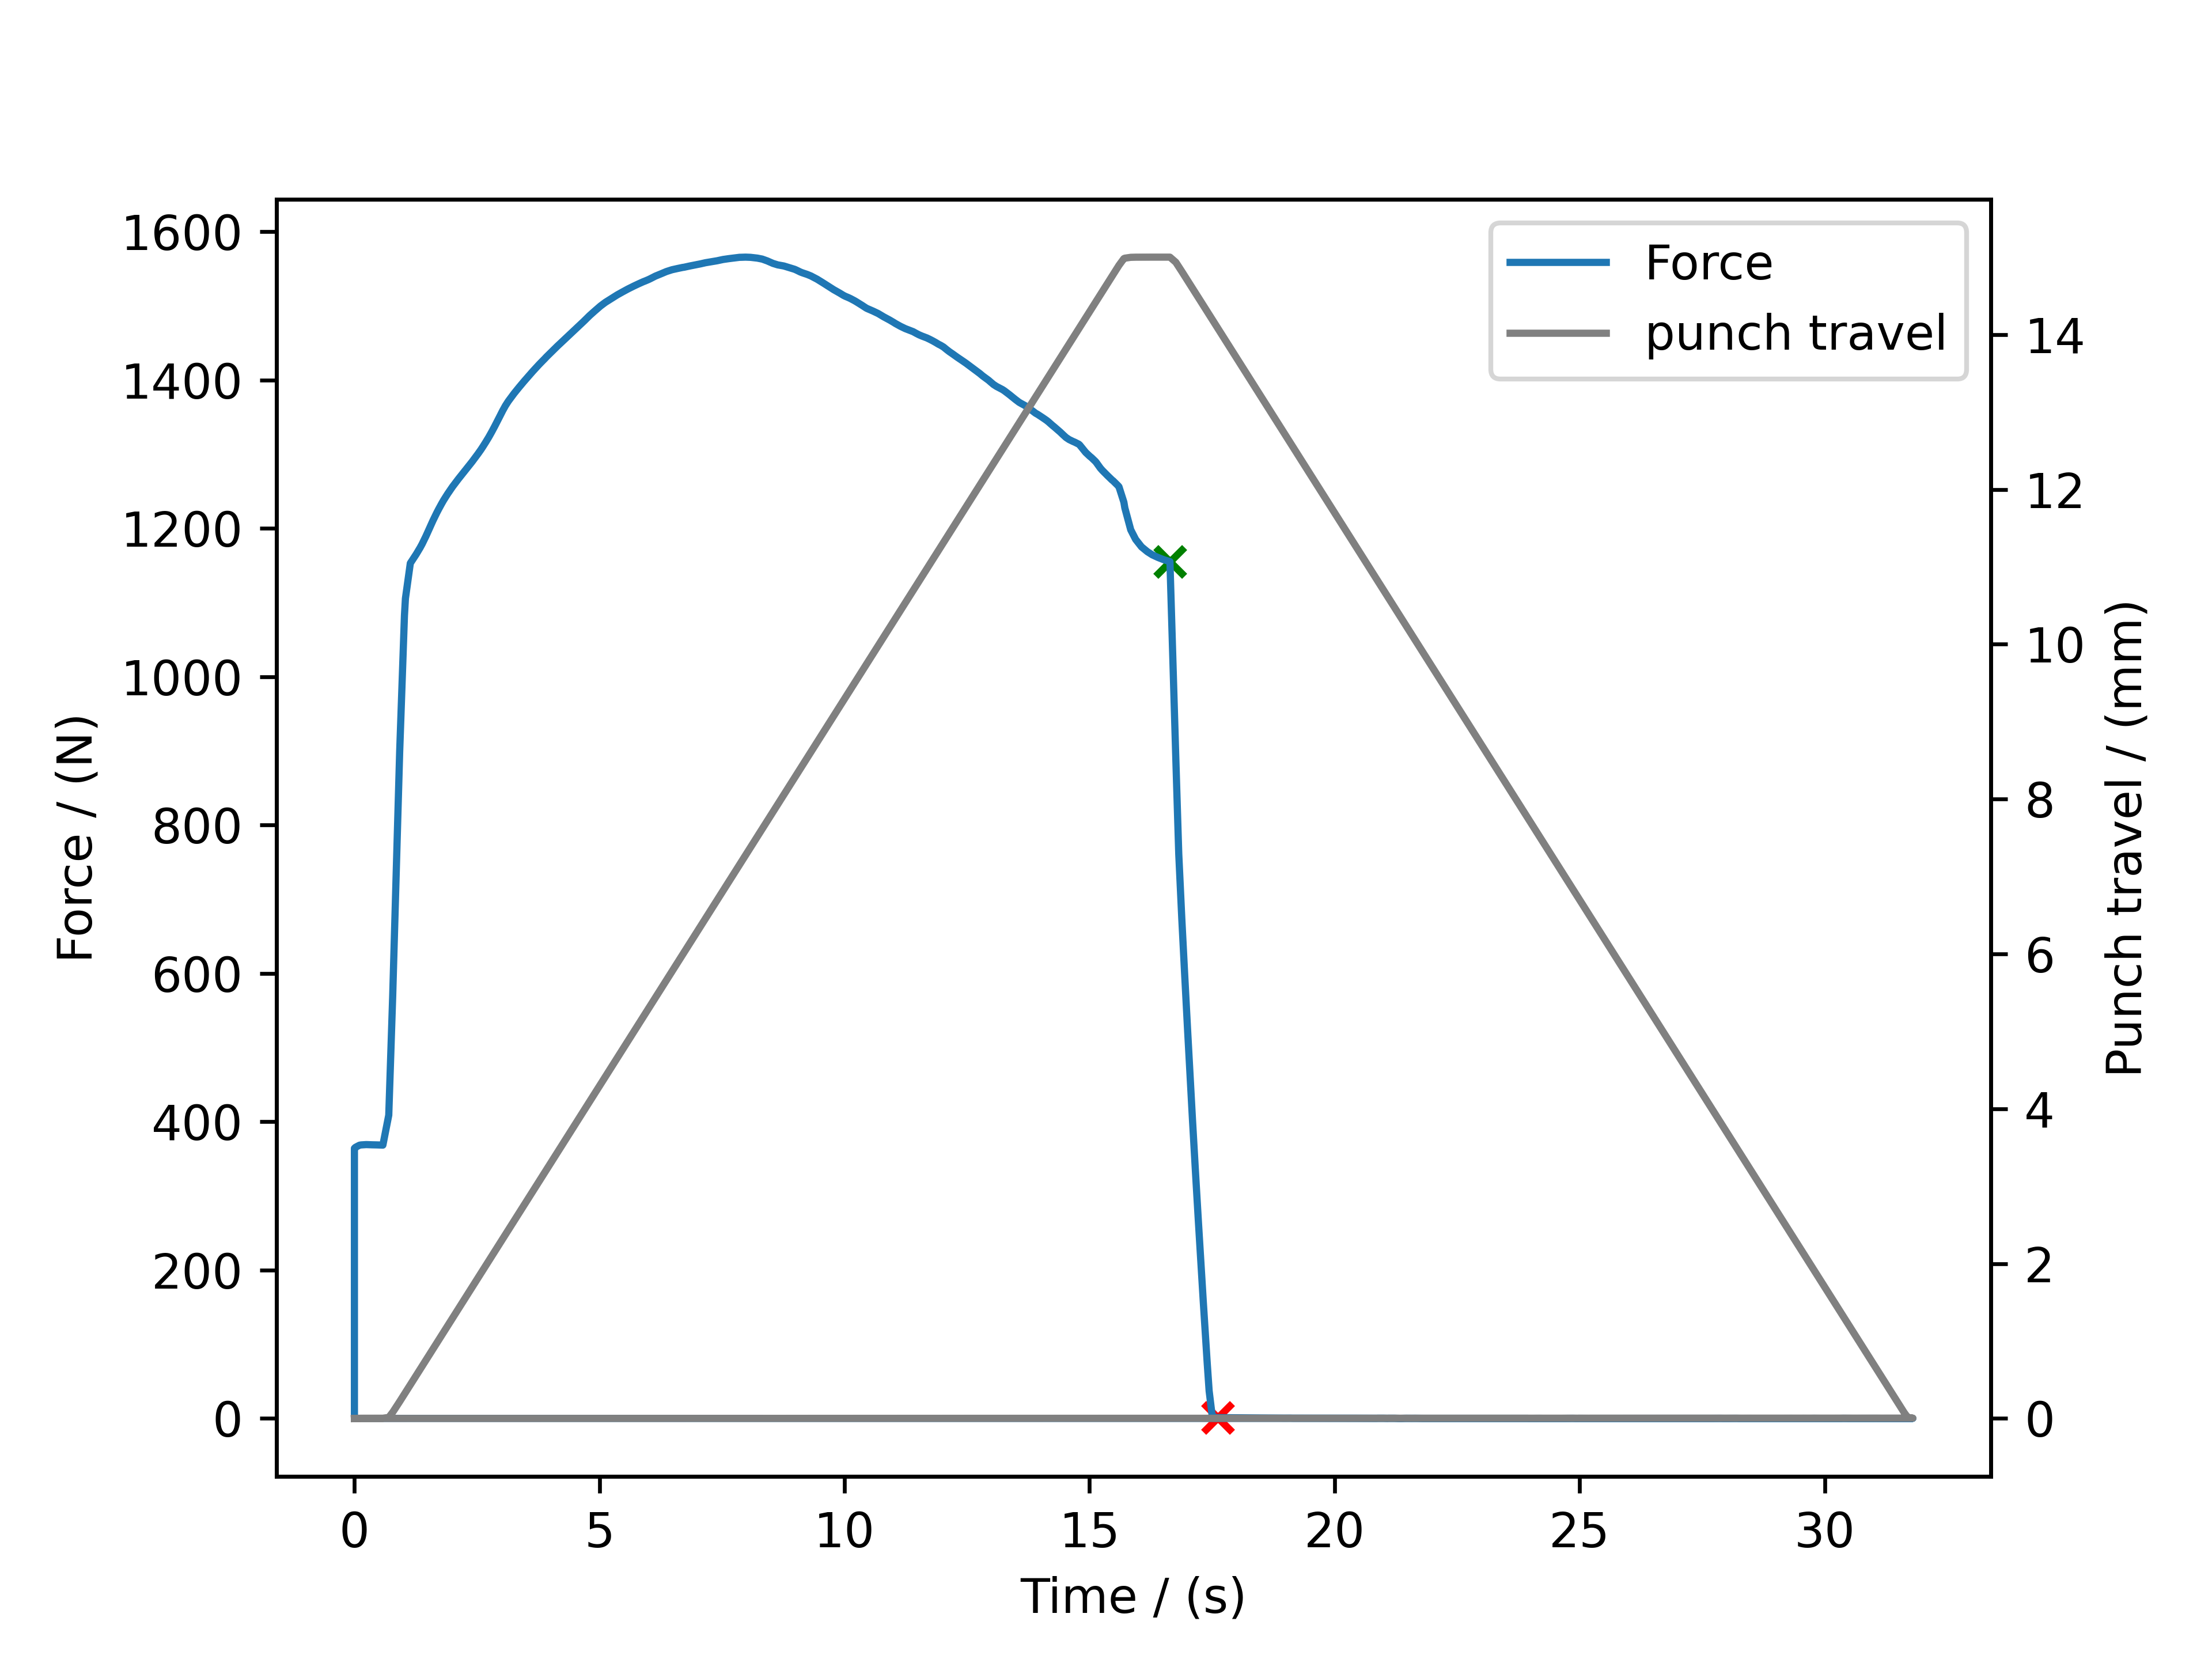 Force
punch travel
1600
1400
1200
1000
800
600
400
200
0
Force / (N)
14
12
10
8
6
4
2
0
Punch travel / (mm)
0 5 10 15 20 25 30
Time / (s)